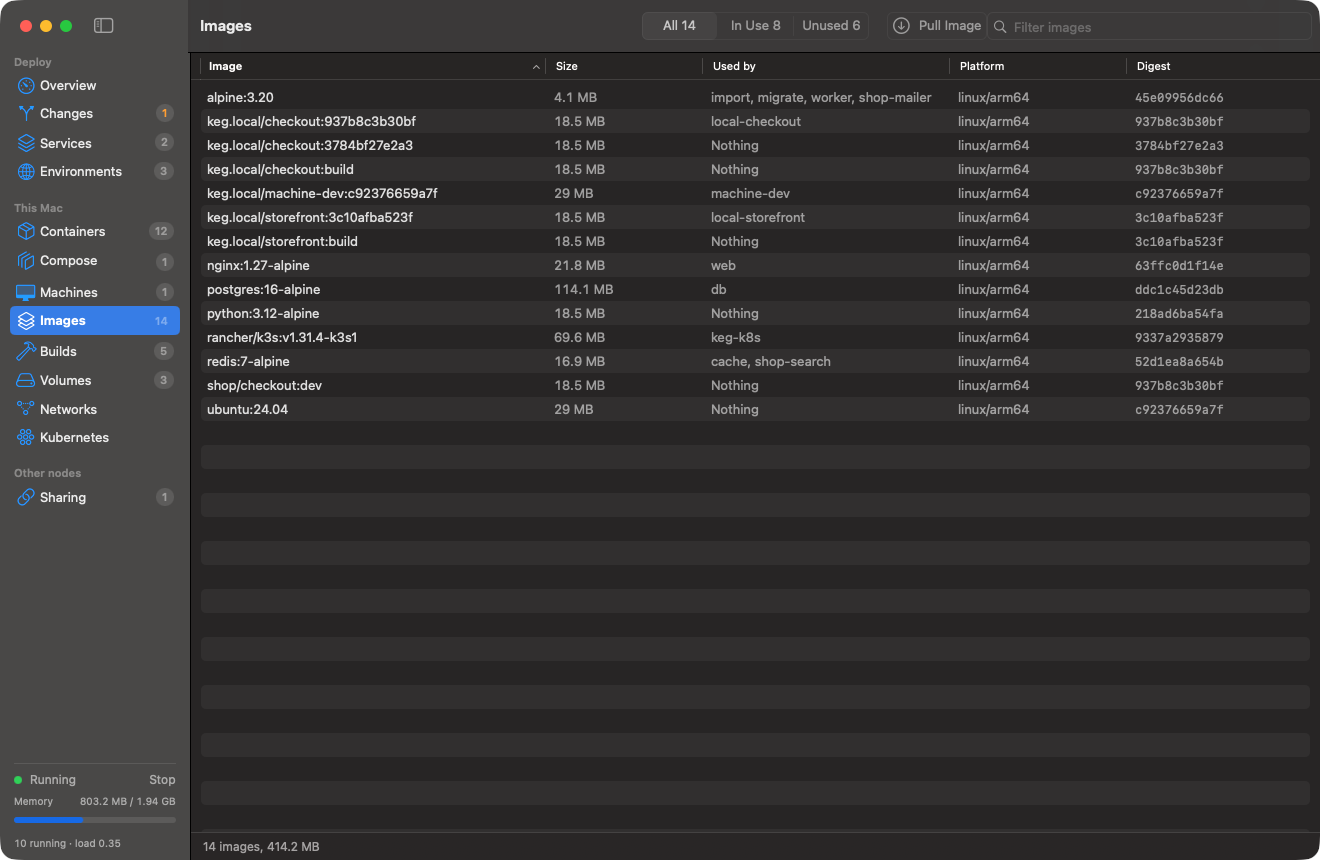 Images
All 14
In Use 8
Unused 6
Pull Image
Filter images
Deploy
Overview
Changes 1
Services 2
Environments 3
This Mac
Containers 12
Compose 1
Machines 1
Images 14
Builds 5
Volumes 3
Networks
Kubernetes
Other nodes
Sharing 1
Running Stop
Memory 803.2 MB / 1.94 GB
10 running · load 0.35
Image Size Used by Platform Digest
alpine:3.20 4.1 MB import, migrate, worker, shop-mailer linux/arm64 45e09956dc66
keg.local/checkout:937b8c3b30bf 18.5 MB local-checkout linux/arm64 937b8c3b30bf
keg.local/checkout:3784bf27e2a3 18.5 MB Nothing linux/arm64 3784bf27e2a3
keg.local/checkout:build 18.5 MB Nothing linux/arm64 937b8c3b30bf
keg.local/machine-dev:c92376659a7f 29 MB machine-dev linux/arm64 c92376659a7f
keg.local/storefront:3c10afba523f 18.5 MB local-storefront linux/arm64 3c10afba523f
keg.local/storefront:build 18.5 MB Nothing linux/arm64 3c10afba523f
nginx:1.27-alpine 21.8 MB web linux/arm64 63ffc0d1f14e
postgres:16-alpine 114.1 MB db linux/arm64 ddc1c45d23db
python:3.12-alpine 18.5 MB Nothing linux/arm64 218ad6ba54fa
rancher/k3s:v1.31.4-k3s1 69.6 MB keg-k8s linux/arm64 9337a2935879
redis:7-alpine 16.9 MB cache, shop-search linux/arm64 52d1ea8a654b
shop/checkout:dev 18.5 MB Nothing linux/arm64 937b8c3b30bf
ubuntu:24.04 29 MB Nothing linux/arm64 c92376659a7f
14 images, 414.2 MB